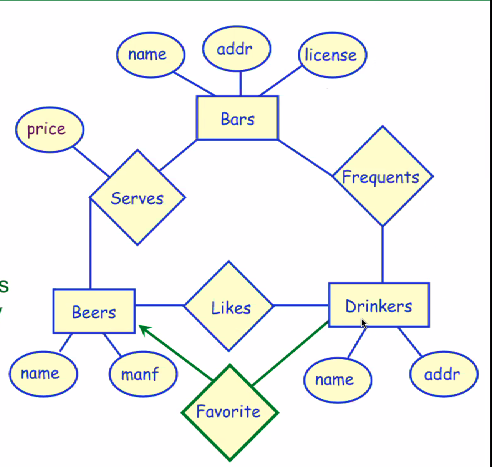 name
addr
license
Bars
price
Serves
Frequents
s
y
Beers
Likes
Drinkers
name
manf
Favorite
name
addr